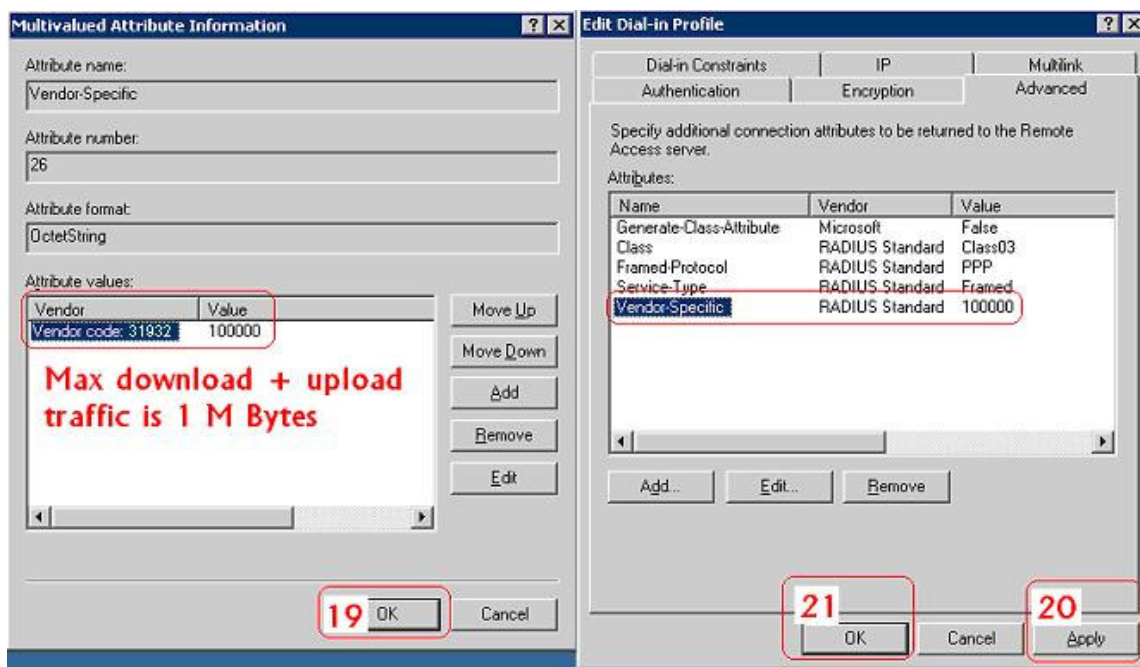 Multivalued Attribute Information
Attribute name:
Vendor-Specific
Attribute number:
26
Attribute format:
OctetString
Attribute values:
Vendor Value
Vendor code: 31932 100000
Max download + upload
traffic is 1 M Bytes
Move Up
Move Down
Add
Remove
Edit
19 OK Cancel
Edit Dial-in Profile
Dial-in Constraints IP Multilink
Authentication Encryption Advanced
Specify additional connection attributes to be returned to the Remote
Access server.
Attributes:
Name Vendor Value
Generate-Class-Attribute Microsoft False
Class RADIUS Standard Class03
Framed-Protocol RADIUS Standard PPP
Service-Type RADIUS Standard Framed
Vendor-Specific RADIUS Standard 100000
Add... Edit... Remove
21 20
OK Cancel Apply